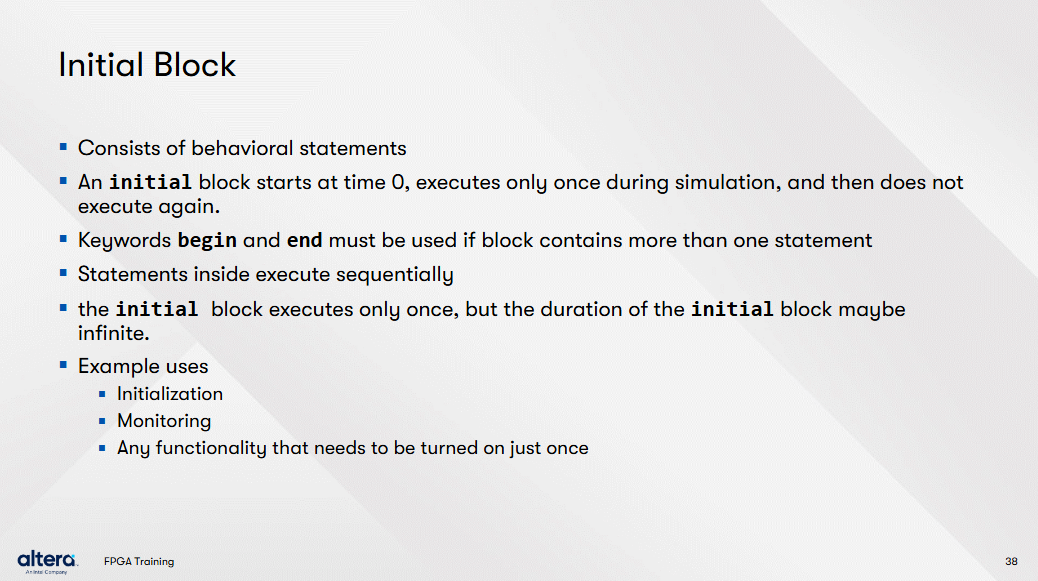 Initial Block
▪ Consists of behavioral statements
▪ An initial block starts at time 0, executes only once during simulation, and then does not
execute again.
▪ Keywords begin and end must be used if block contains more than one statement
▪ Statements inside execute sequentially
▪ the initial block executes only once, but the duration of the initial block maybe
infinite.
▪ Example uses
▪ Initialization
▪ Monitoring
▪ Any functionality that needs to be turned on just once
altera.
An Intel Company
FPGA Training
38